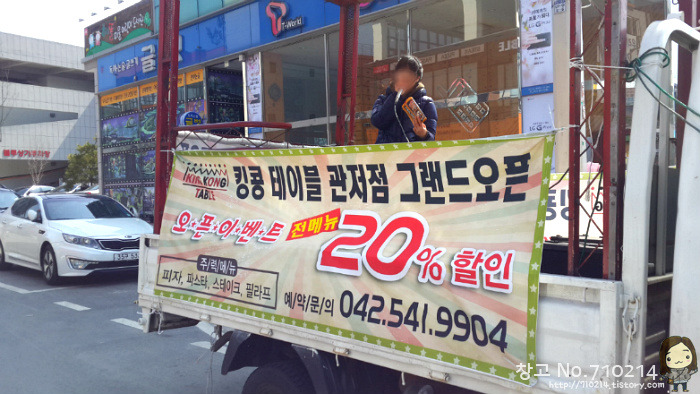 T-World
KING KONG
TABLE
킹콩 테이블 관저점 그랜드오픈
오·픈·이·벤·트 전메뉴 20% 할인
주/력/메/뉴
피자, 파스타, 스테이크, 필라프
예/약/문/의 042.541.9904
창고 No.710214
http://710214.tistory.com